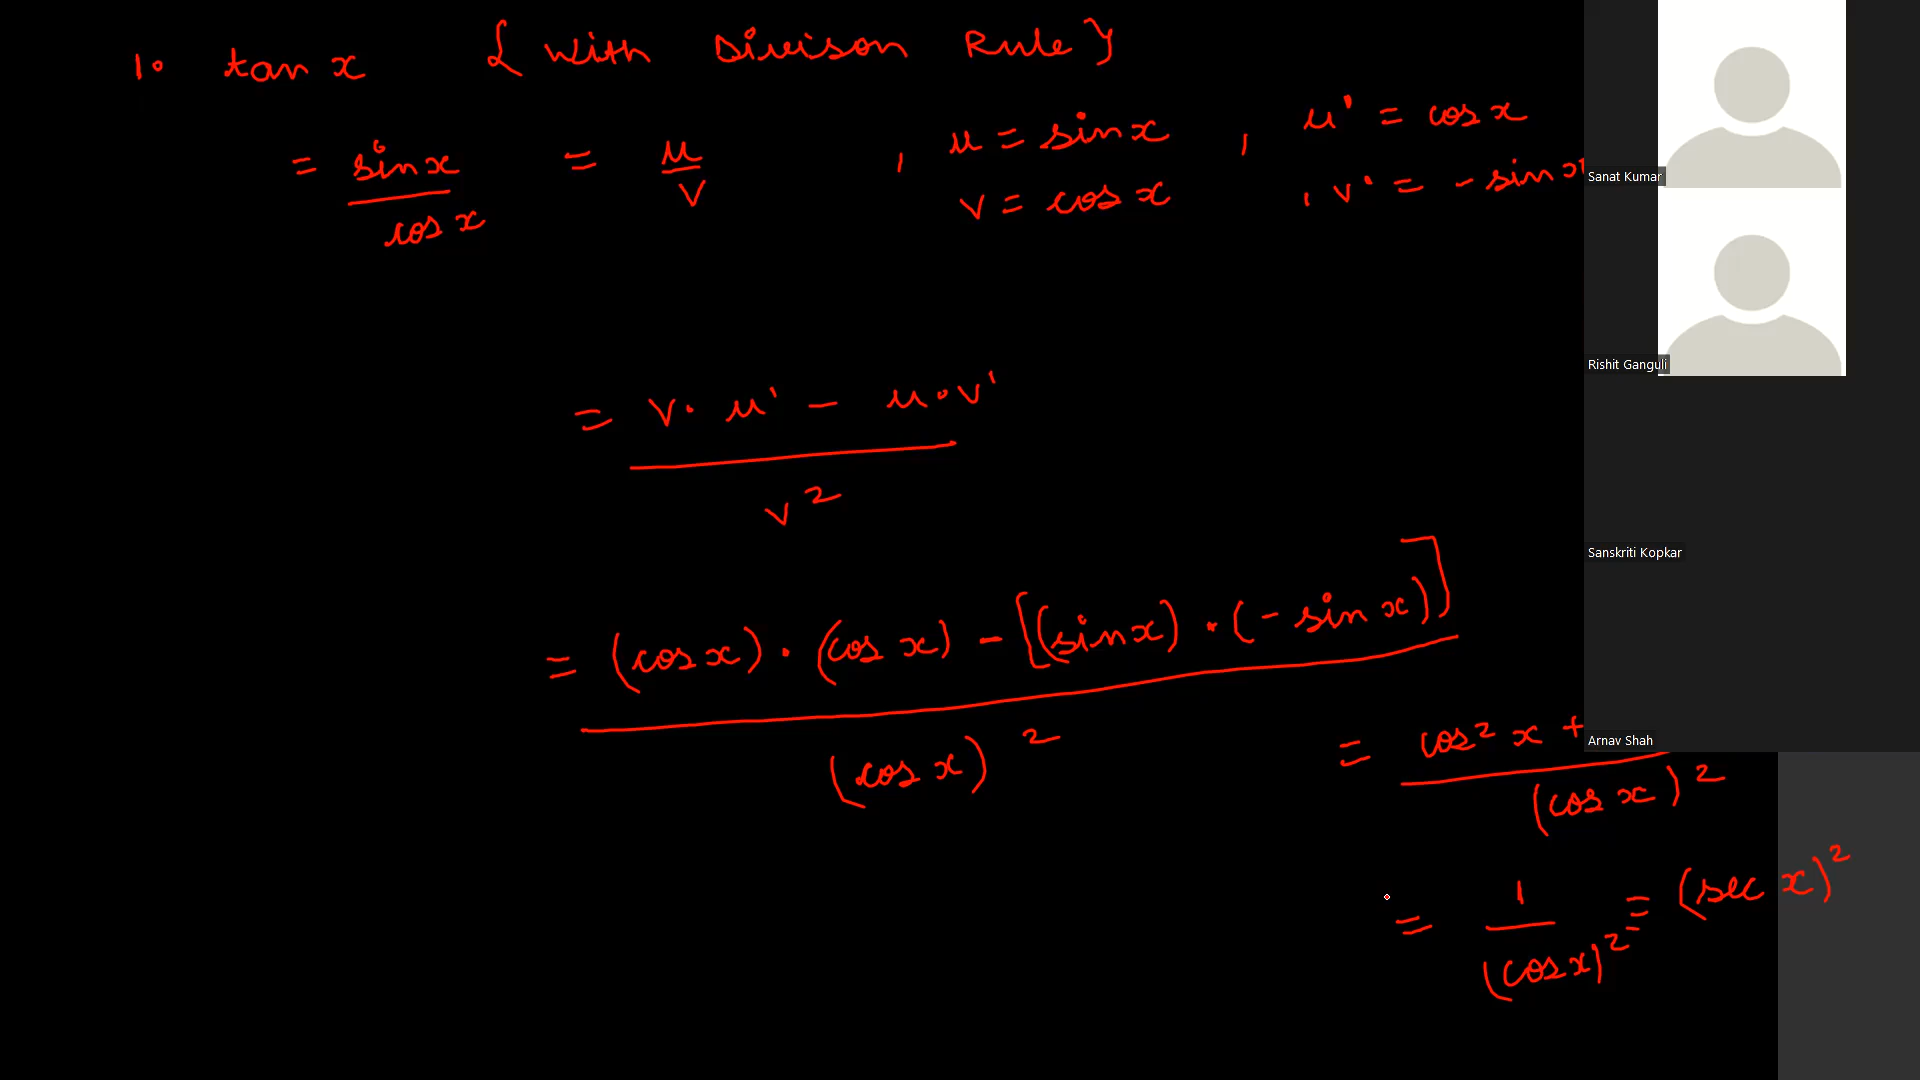 1. tan x { With Divison Rule }
= sin x / cos x = u / v , u = sin x , u' = cos x
v = cos x , v' = - sin x
Sanat Kumar
Rishit Ganguli
= v · u' - u · v' / v²
Sanskriti Kopkar
= (cos x) · (cos x) - [(sin x) · (- sin x)] / (cos x)²
Arnav Shah
= cos² x + / (cos x)²
= 1 / (cos x)² = (sec x)²